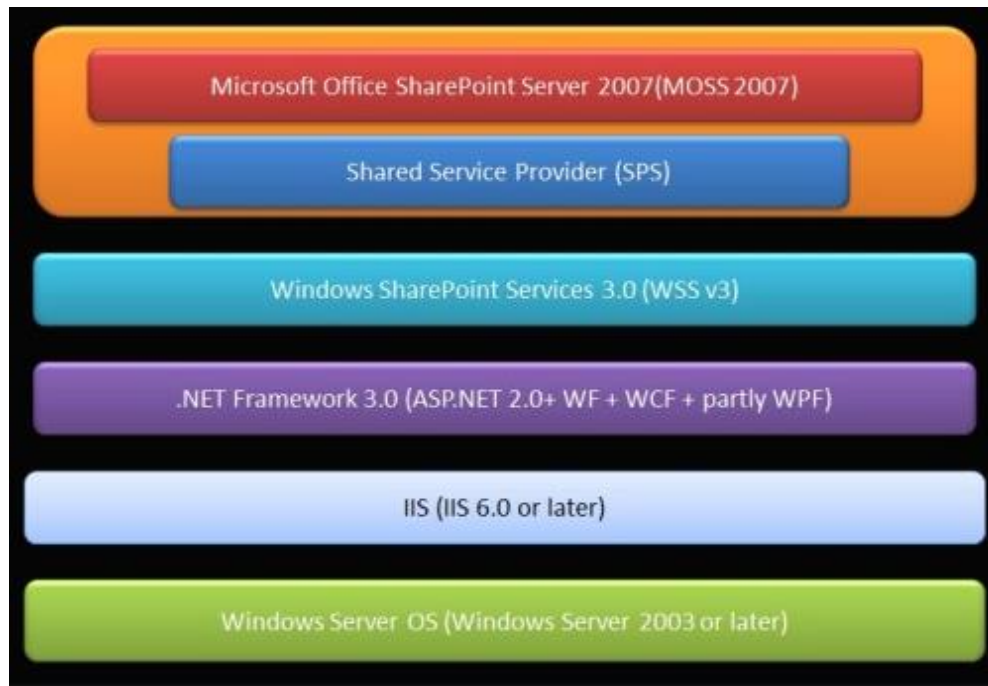 Microsoft Office SharePoint Server 2007(MOSS 2007)
Shared Service Provider (SPS)
Windows SharePoint Services 3.0 (WSS v3)
.NET Framework 3.0 (ASP.NET 2.0+ WF + WCF + partly WPF)
IIS (IIS 6.0 or later)
Windows Server OS (Windows Server 2003 or later)